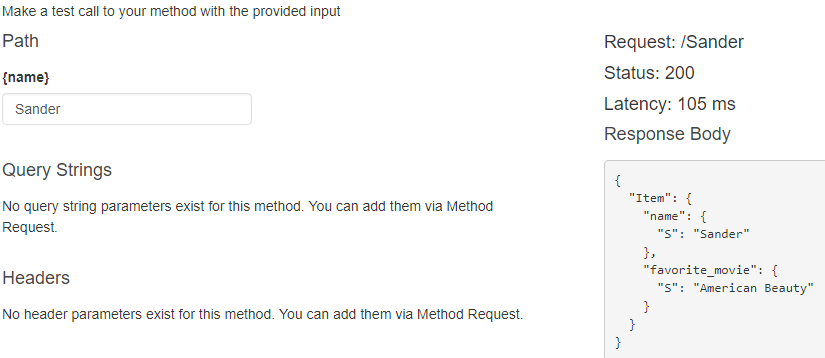 Make a test call to your method with the provided input
Path
{name}
Sander
Query Strings
No query string parameters exist for this method. You can add them via Method
Request.
Headers
No header parameters exist for this method. You can add them via Method Request.
Request: /Sander
Status: 200
Latency: 105 ms
Response Body
{
  "Item": {
    "name": {
      "S": "Sander"
    },
    "favorite_movie": {
      "S": "American Beauty"
    }
  }
}